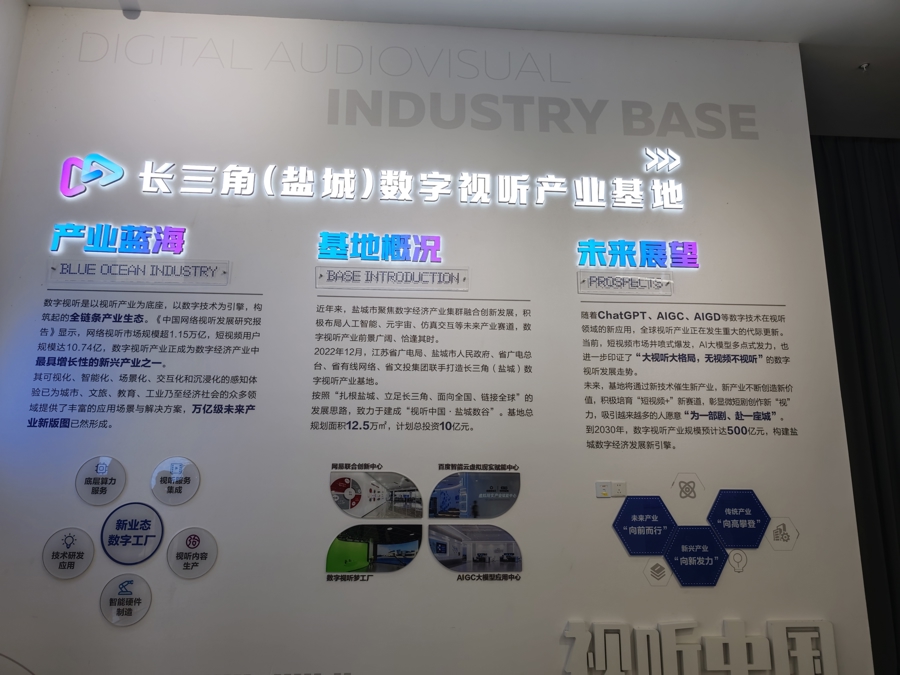 DIGITAL AUDIOVISUAL
INDUSTRY BASE
长三角(盐城)数字视听产业基地
产业蓝海
BLUE OCEAN INDUSTRY
数字视听是以视听产业为底座，以数字技术为引擎，构
筑起的全链条产业生态。《中国网络视听发展研究报
告》显示，网络视听市场规模超1.15万亿，短视频用户
规模达10.74亿，数字视听产业正成为数字经济产业中
最具增长性的新兴产业之一。
其可视化、智能化、场景化、交互化和沉浸化的感知体
验已为城市、文旅、教育、工业乃至经济社会的众多领
域提供了丰富的应用场景与解决方案，万亿级未来产
业新版图已然形成。
底层算力
服务
视听服务
集成
新业态
数字工厂
技术研发
应用
视听内容
生产
智能硬件
制造
基地概况
BASE INTRODUCTION
近年来，盐城市聚焦数字经济产业集群融合创新发展，积
极布局人工智能、元宇宙、仿真交互等未来产业赛道，数
字视听产业前景广阔、恰逢其时。
2022年12月，江苏省广电局、盐城市人民政府、省广电总
台、省有线网络、省文投集团联手打造长三角（盐城）数
字视听产业基地。
按照“扎根盐城、立足长三角、面向全国、链接全球”的
发展思路，致力于建成“视听中国·盐城数谷”。基地总
规划面积12.5万㎡，计划总投资10亿元。
网易联合创新中心
百度智能云虚拟现实赋能中心
数字视听梦工厂
AIGC大模型应用中心
未来展望
PROSPECTS
随着ChatGPT、AIGC、AIGD等数字技术在视听
领域的新应用，全球视听产业正在发生重大的代际更新。
当前，短视频市场井喷式爆发，AI大模型多点式发力，也
进一步印证了“大视听大格局，无视频不视听”的数字
视听发展走势。
未来，基地将通过新技术催生新产业，新产业不断创造新价
值，积极培育“短视频+”新赛道，彰显微短剧创作新“视”
力，吸引越来越多的人愿意“为一部剧、赴一座城”。
到2030年，数字视听产业规模预计达500亿元，构建盐
城数字经济发展新引擎。
未来产业
“向前而行”
传统产业
“向高攀登”
新兴产业
“向新发力”
视听中国